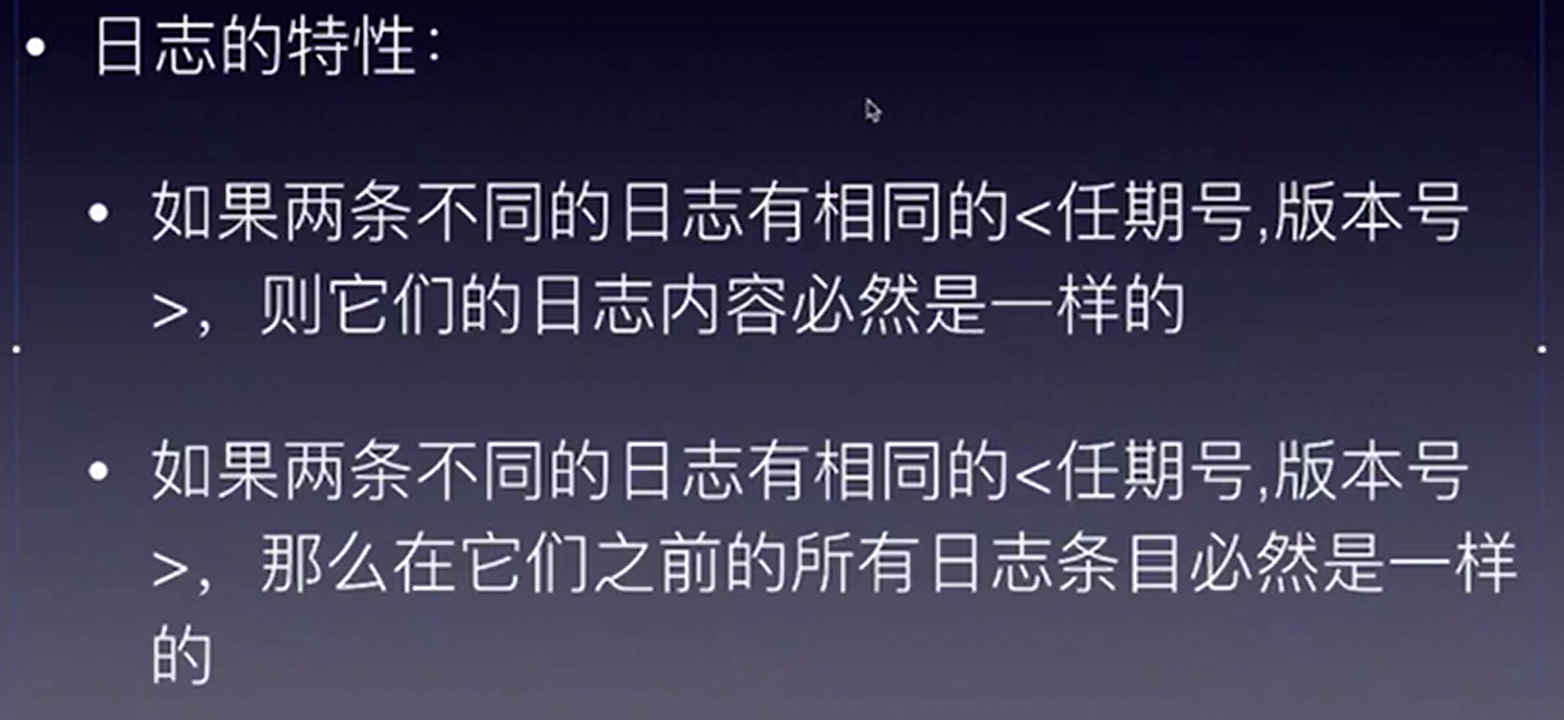 • 日志的特性：
• 如果两条不同的日志有相同的<任期号,版本号
>，则它们的日志内容必然是一样的
• 如果两条不同的日志有相同的<任期号,版本号
>，那么在它们之前的所有日志条目必然是一样
的